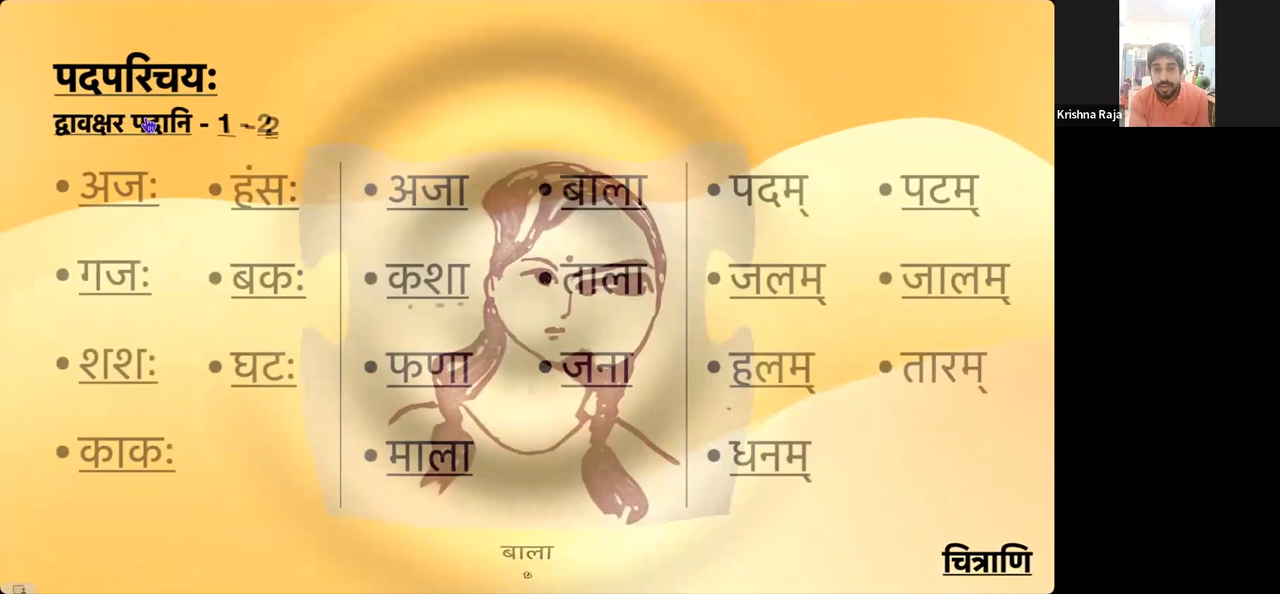 पदपरिचयः
द्वावक्षर पदानि - 1 - 2
• अजः • हंसः • अजा • बाला • पदम् • पटम्
• गजः • बकः • कशा • ताला • जलम् • जालम्
• शशः • घटः • फणा • जना • हलम् • तारम्
• काकः • माला • धनम्
बाला
चित्राणि
Krishna Raja